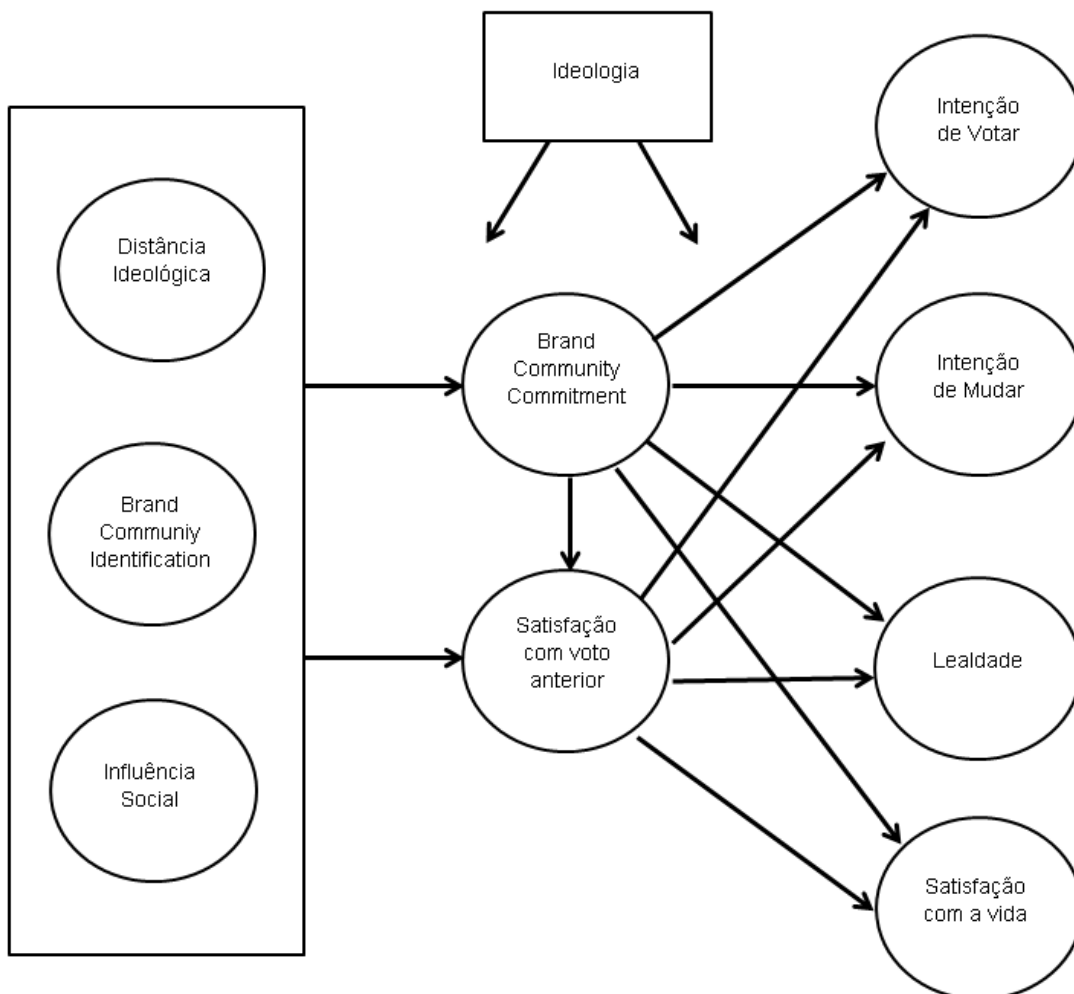 Ideologia
Intenção
de Votar
Distância
Ideológica
Brand
Community
Commitment
Intenção
de Mudar
Brand
Communiy
Identification
Satisfação
com voto
anterior
Lealdade
Influência
Social
Satisfação
com a vida